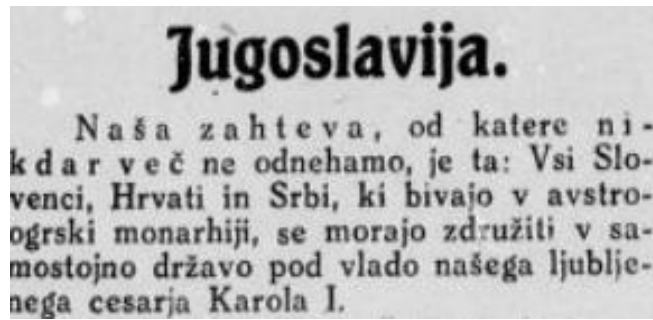 Jugoslavija.
Naša zahteva, od katere ni-
kdar več ne odnehamo, je ta: Vsi Slo-
venci, Hrvati in Srbi, ki bivajo v avstro-
ogrski monarhiji, se morajo združiti v sa-
mostojno državo pod vlado našega ljublje-
nega cesarja Karola I.